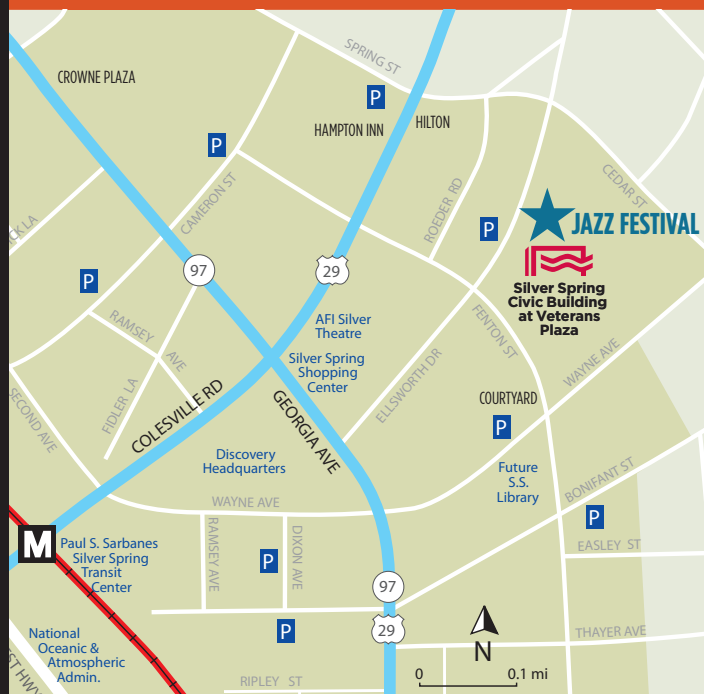 SPRING ST
CROWNE PLAZA
P
HAMPTON INN
HILTON
P
CEDAR ST
CAMERON ST
ROEDER RD
JAZZ FESTIVAL
P
97
29
P
Silver Spring
Civic Building
at Veterans
Plaza
RAMSEY AVE
AFI Silver
Theatre
FENTON ST
Silver Spring
Shopping
Center
WAYNE AVE
ELLSWORTH DR
SECOND AVE
FIDLER LA
COLESVILLE RD
GEORGIA AVE
COURTYARD
P
Discovery
Headquarters
Future
S.S.
Library
BONIFANT ST
WAYNE AVE
P
M
Paul S. Sarbanes
Silver Spring
Transit
Center
RAMSEY AVE
DIXON AVE
P
EASLEY ST
97
National
Oceanic &
Atmospheric
Admin.
P
29
THAYER AVE
N
RIPLEY ST
0
0.1 mi